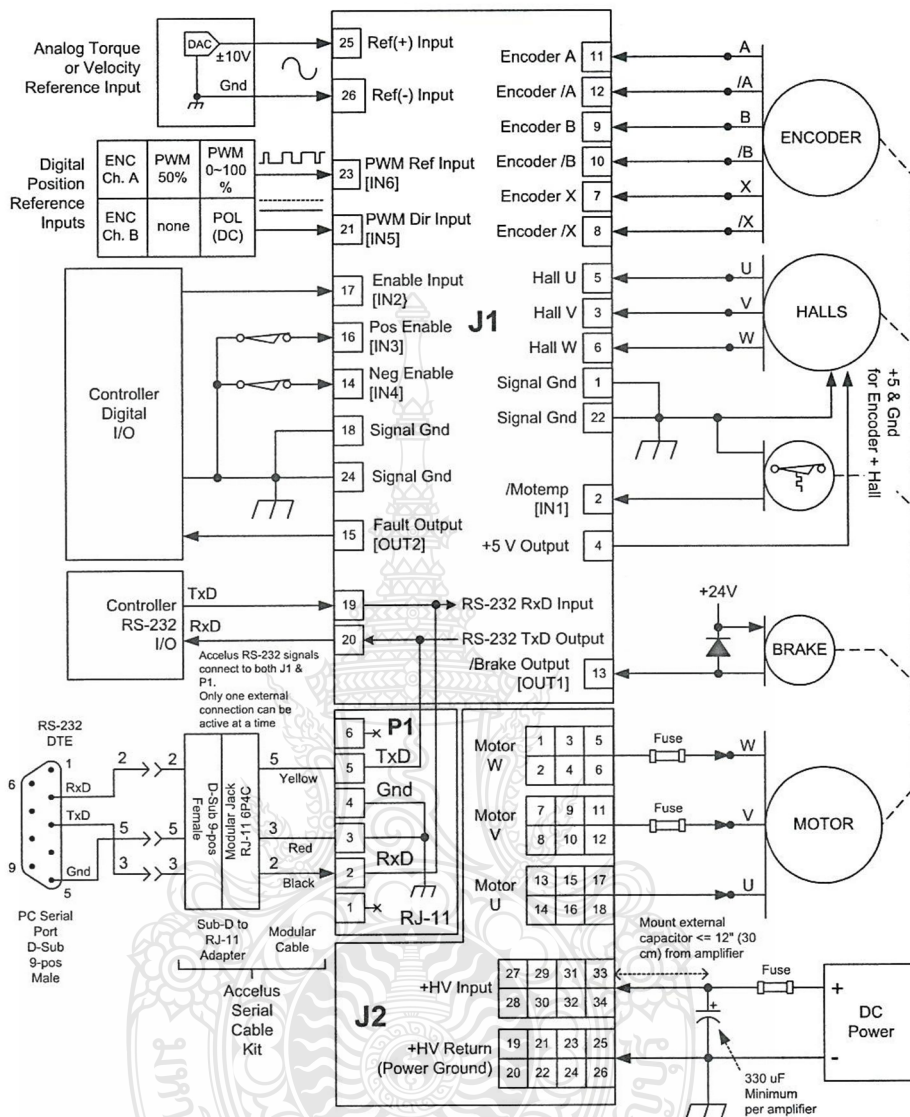 Analog Torque
or Velocity
Reference Input
DAC
±10V
Gnd
25
Ref(+) Input
26
Ref(-) Input
Digital
Position
Reference
Inputs
ENC
Ch. A
PWM
50%
PWM
0~100
%
ENC
Ch. B
none
POL
(DC)
23
PWM Ref Input
[IN6]
21
PWM Dir Input
[IN5]
Controller
Digital
I/O
17
Enable Input
[IN2}
16
Pos Enable
[IN3]
14
Neg Enable
[IN4]
18
Signal Gnd
24
Signal Gnd
15
Fault Output
[OUT2]
J1
Encoder A
11
A
Encoder /A
12
/A
Encoder B
9
B
Encoder /B
10
/B
Encoder X
7
X
Encoder /X
8
/X
ENCODER
Hall U
5
U
Hall V
3
V
Hall W
6
W
HALLS
Signal Gnd
1
Signal Gnd
22
+5 & Gnd
for Encoder + Hall
/Motemp
[IN1]
2
+5 V Output
4
Controller
RS-232
I/O
TxD
RxD
19
RS-232 RxD Input
20
RS-232 TxD Output
Accelus RS-232 signals
connect to both J1 &
P1.
Only one external
connection can be
active at a time
/Brake Output
[OUT1]
13
+24V
BRAKE
RS-232
DTE
1
6
RxD
TxD
9
Gnd
5
2
2
5
5
3
3
PC Serial
Port
D-Sub
9-pos
Male
D-Sub 9-pos
Female
Modular Jack
RJ-11 6P4C
5
Yellow
3
Red
2
Black
Sub-D to
RJ-11
Adapter
Modular
Cable
Accelus
Serial
Cable
Kit
P1
6
5
TxD
4
Gnd
3
2
RxD
1
RJ-11
J2
Motor
W
1 3 5
2 4 6
Fuse
W
Motor
V
7 9 11
8 10 12
Fuse
V
Motor
U
13 15 17
14 16 18
U
MOTOR
Mount external
capacitor <= 12" (30
cm) from amplifier
+HV Input
27 29 31 33
28 30 32 34
Fuse
+
+
DC
Power
-
+HV Return
(Power Ground)
19 21 23 25
20 22 24 26
330 uF
Minimum
per amplifier